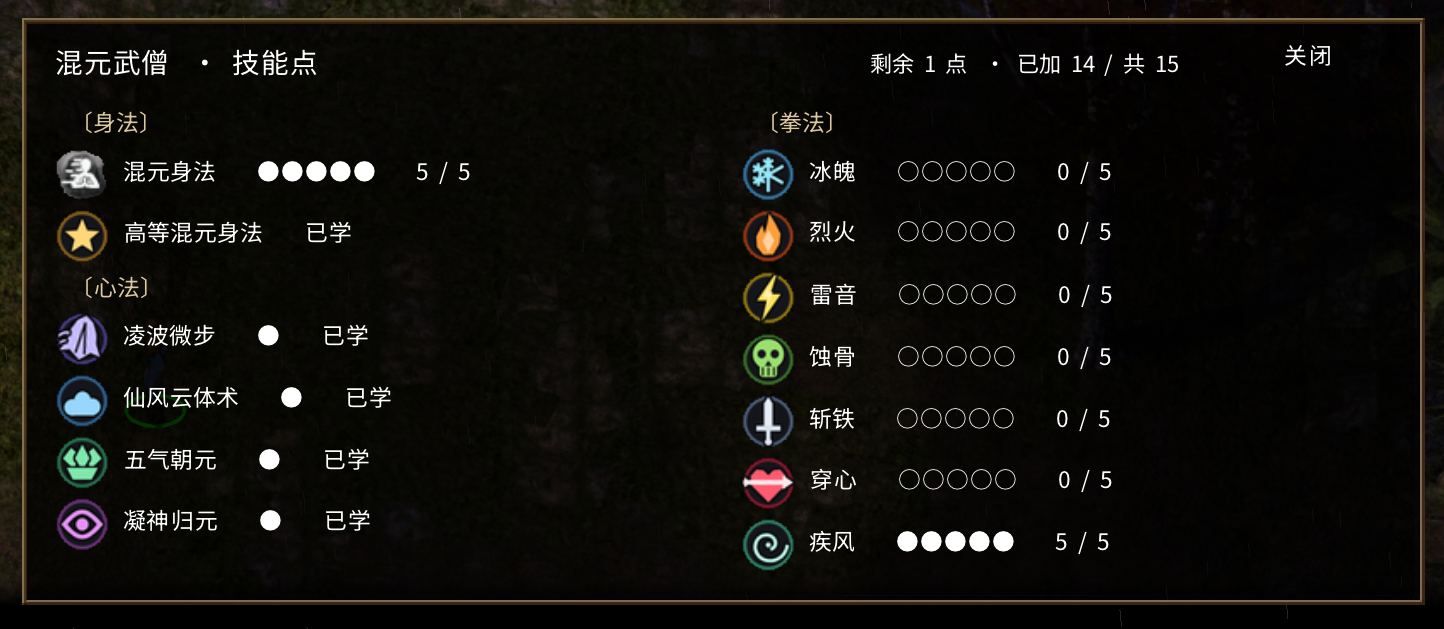 混元武僧 · 技能点
剩余 1 点 · 已加 14 / 共 15
关闭
〔身法〕
混元身法 ●●●●● 5 / 5
高等混元身法 已学
〔心法〕
凌波微步 ● 已学
仙风云体术 ● 已学
五气朝元 ● 已学
凝神归元 ● 已学
〔拳法〕
冰魄 ○○○○○ 0 / 5
烈火 ○○○○○ 0 / 5
雷音 ○○○○○ 0 / 5
蚀骨 ○○○○○ 0 / 5
斩铁 ○○○○○ 0 / 5
穿心 ○○○○○ 0 / 5
疾风 ●●●●● 5 / 5